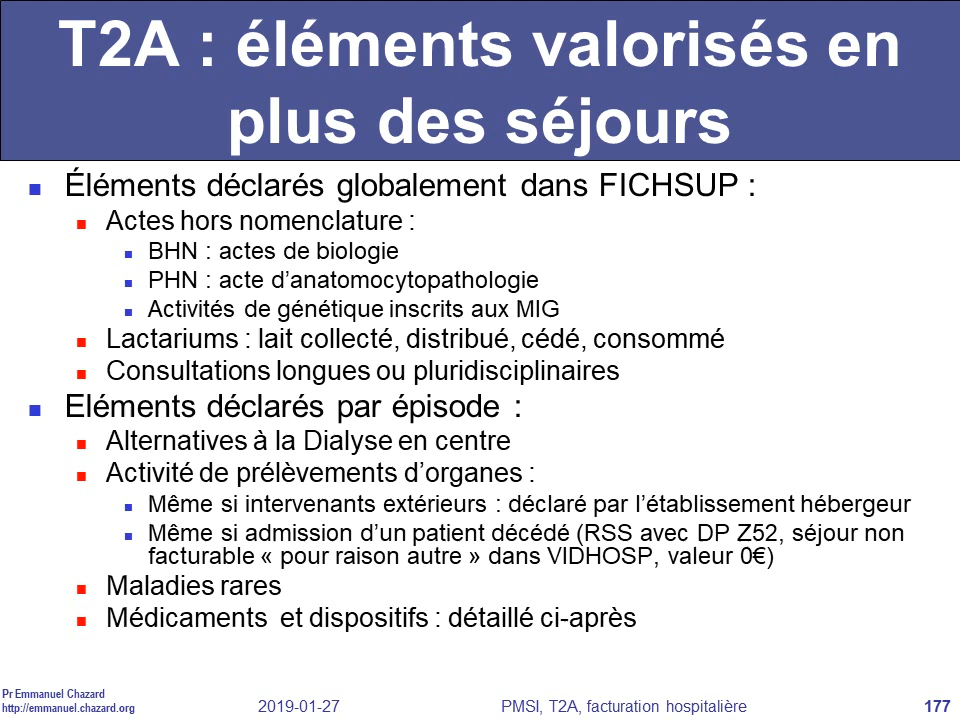 T2A : éléments valorisés en
plus des séjours
Éléments déclarés globalement dans FICHSUP :
Actes hors nomenclature :
BHN : actes de biologie
PHN : acte d’anatomocytopathologie
Activités de génétique inscrits aux MIG
Lactariums : lait collecté, distribué, cédé, consommé
Consultations longues ou pluridisciplinaires
Eléments déclarés par épisode :
Alternatives à la Dialyse en centre
Activité de prélèvements d’organes :
Même si intervenants extérieurs : déclaré par l’établissement hébergeur
Même si admission d’un patient décédé (RSS avec DP Z52, séjour non
facturable « pour raison autre » dans VIDHOSP, valeur 0€)
Maladies rares
Médicaments et dispositifs : détaillé ci-après
Pr Emmanuel Chazard
http://emmanuel.chazard.org
2019-01-27
PMSI, T2A, facturation hospitalière
177